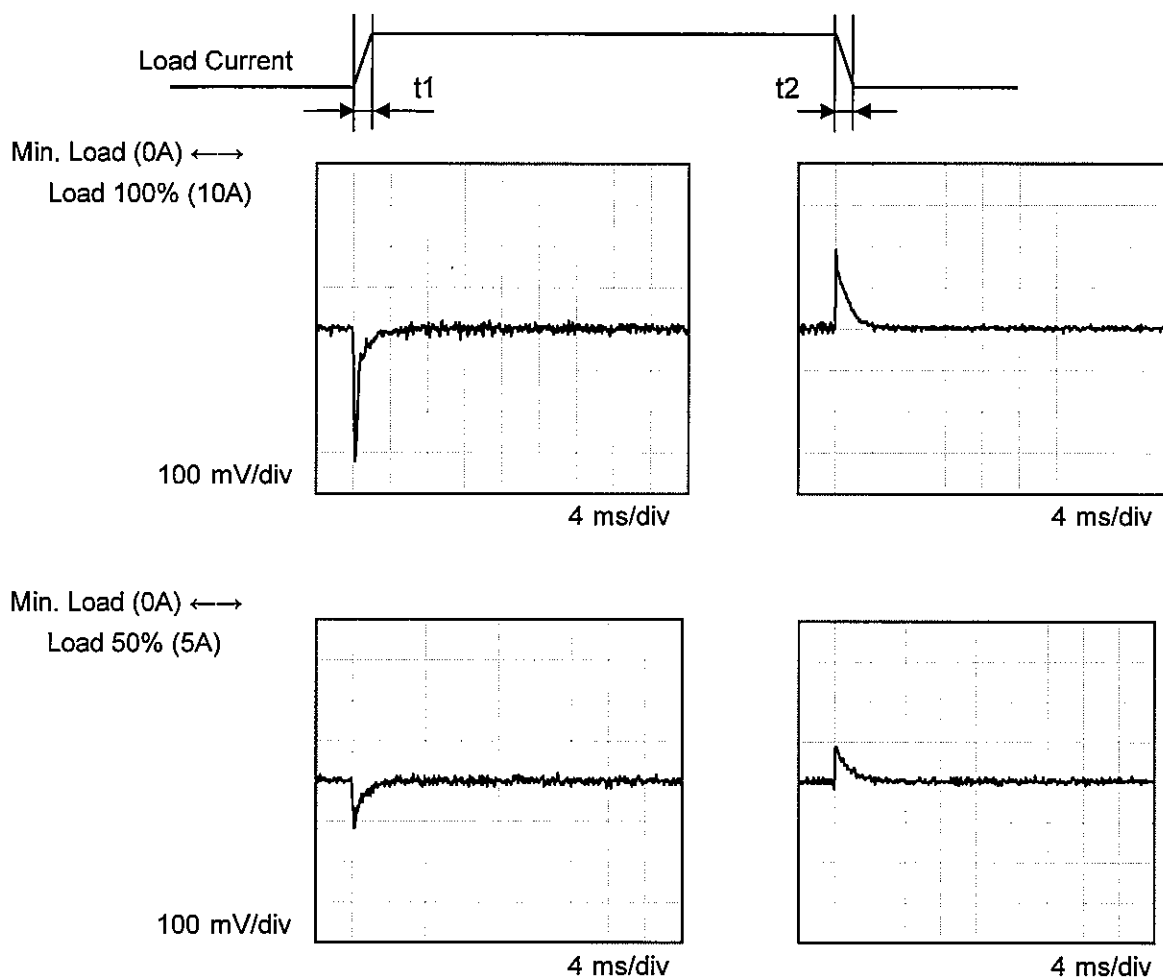 Load Current
t1
t2
Min. Load (0A) ←→
Load 100% (10A)
100 mV/div
4 ms/div
4 ms/div
Min. Load (0A) ←→
Load 50% (5A)
100 mV/div
4 ms/div
4 ms/div